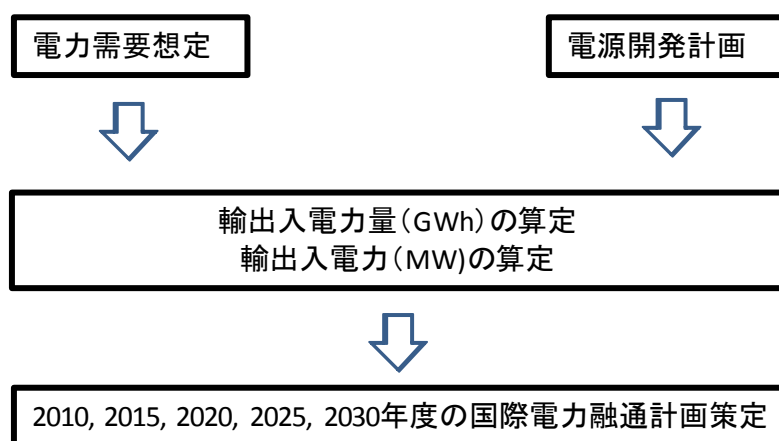 電力需要想定
電源開発計画
輸出入電力量(GWh)の算定
輸出入電力(MW)の算定
2010, 2015, 2020, 2025, 2030年度の国際電力融通計画策定